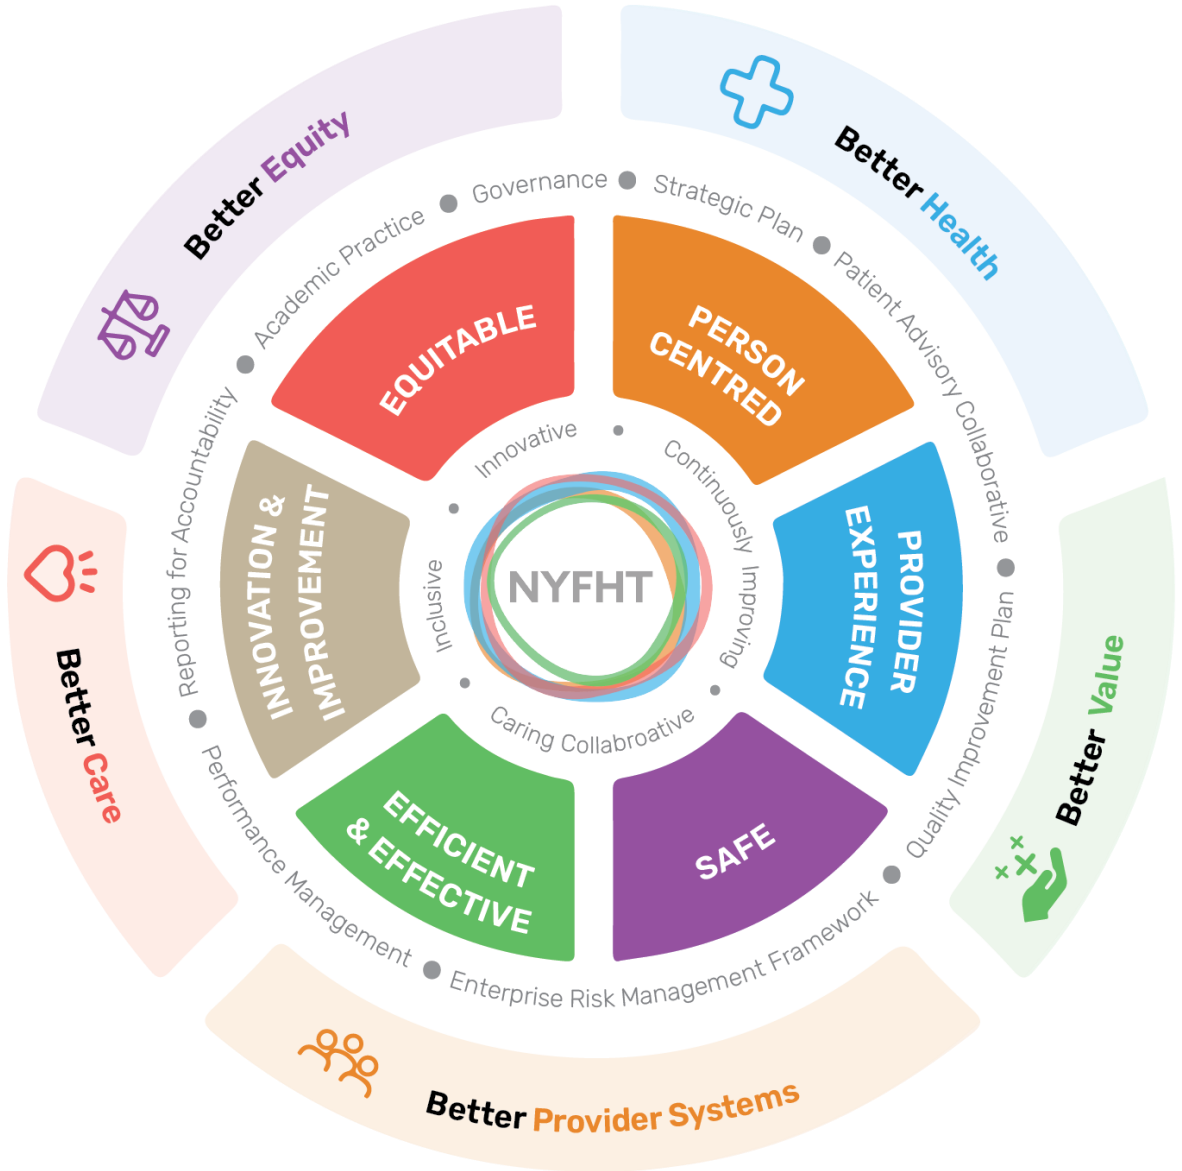 Better Equity
Better Health
Better Value
Better Provider Systems
Better Care
Governance
Strategic Plan
Patient Advisory Collaborative
Quality Improvement Plan
Enterprise Risk Management Framework
Performance Management
Reporting for Accountability
Academic Practice
EQUITABLE
PERSON
CENTRED
PROVIDER
EXPERIENCE
SAFE
EFFICIENT
& EFFECTIVE
INNOVATION &
IMPROVEMENT
Innovative
Continuously Improving
Caring Collabroative
Inclusive
NYFHT